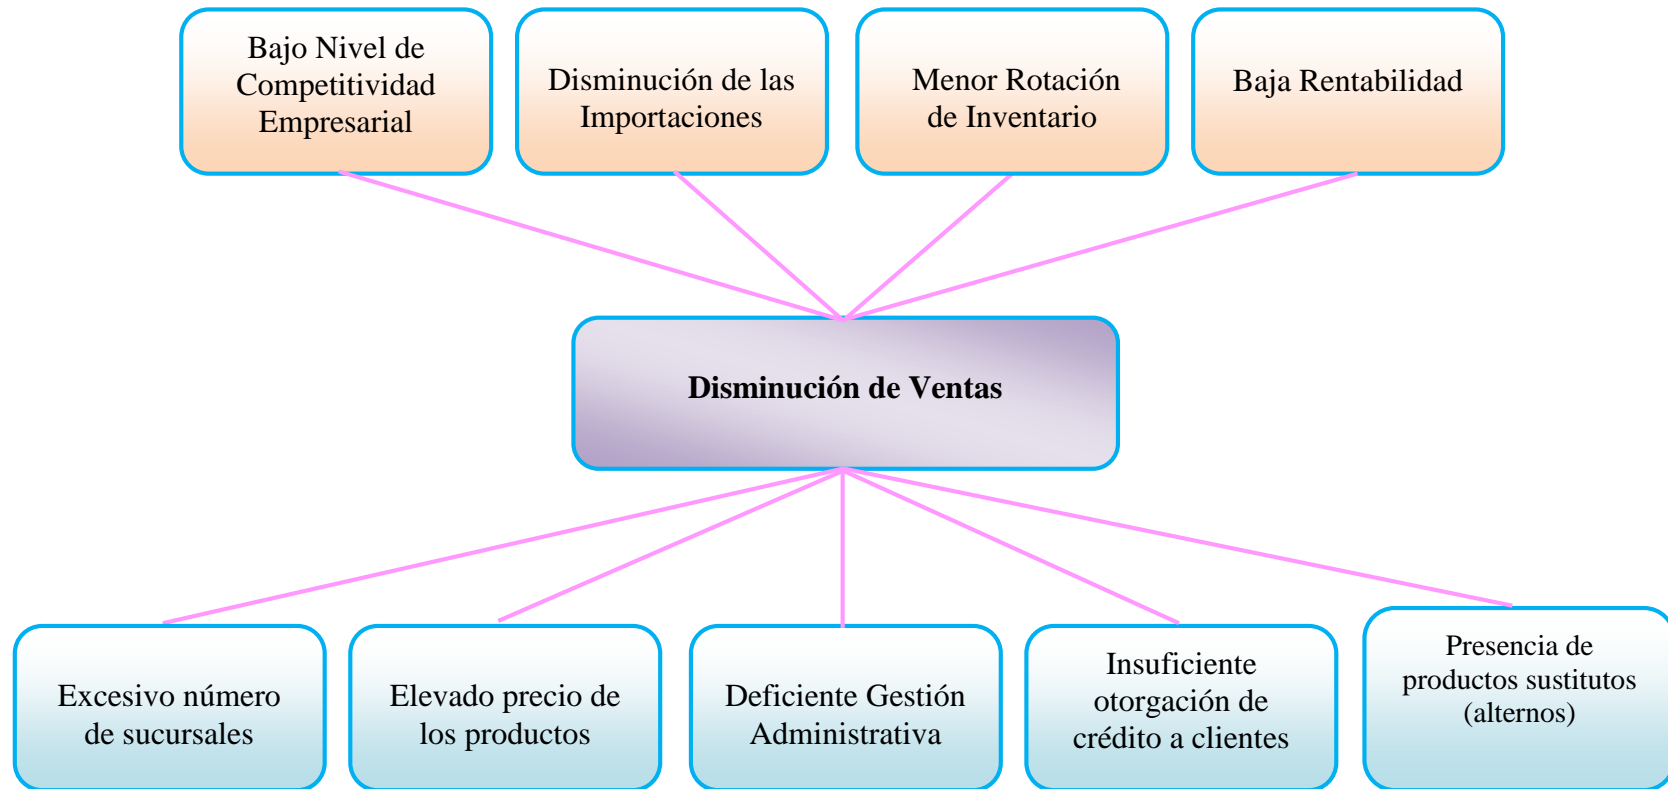 Bajo Nivel de
Competitividad
Empresarial
Disminución de las
Importaciones
Menor Rotación
de Inventario
Baja Rentabilidad
Disminución de Ventas
Excesivo número
de sucursales
Elevado precio de
los productos
Deficiente Gestión
Administrativa
Insuficiente
otorgación de
crédito a clientes
Presencia de
productos sustitutos
(alternos)